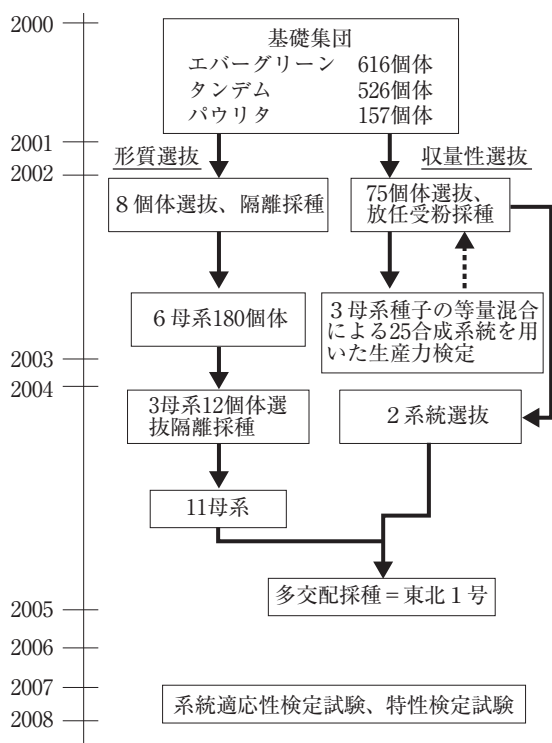 2000
基礎集団
エバーグリーン 616個体
タンデム 526個体
パウリタ 157個体
2001
形質選抜
収量性選抜
2002
8個体選抜、隔離採種
75個体選抜、
放任受粉採種
6母系180個体
3母系種子の等量混合
による25合成系統を用
いた生産力検定
2003
2004
3母系12個体選
抜隔離採種
2系統選抜
11母系
多交配採種＝東北1号
2005
2006
2007
系統適応性検定試験、特性検定試験
2008